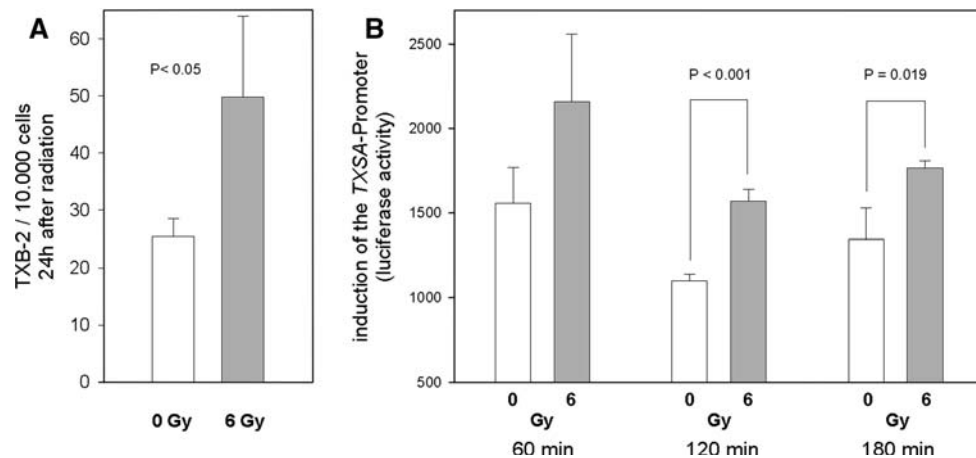 A
TXB-2 / 10.000 cells
24h after radiation
60
50
40
30
20
10
0
P< 0.05
0 Gy
6 Gy
B
induction of the TXSA-Promoter
(luciferase activity)
2500
2000
1500
1000
500
P < 0.001
P = 0.019
0 6
Gy
60 min
0 6
Gy
120 min
0 6
Gy
180 min